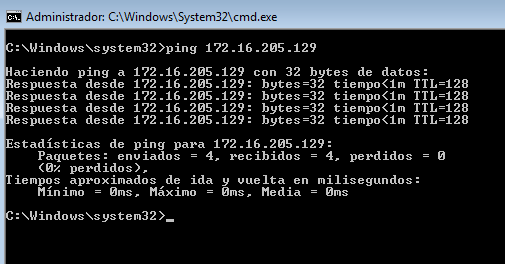 Administrador: C:\Windows\System32\cmd.exe
C:\Windows\system32>ping 172.16.205.129
Haciendo ping a 172.16.205.129 con 32 bytes de datos:
Respuesta desde 172.16.205.129: bytes=32 tiempo<1m TTL=128
Respuesta desde 172.16.205.129: bytes=32 tiempo<1m TTL=128
Respuesta desde 172.16.205.129: bytes=32 tiempo<1m TTL=128
Respuesta desde 172.16.205.129: bytes=32 tiempo<1m TTL=128
Estadísticas de ping para 172.16.205.129:
Paquetes: enviados = 4, recibidos = 4, perdidos = 0
(0% perdidos),
Tiempos aproximados de ida y vuelta en milisegundos:
Mínimo = 0ms, Máximo = 0ms, Media = 0ms
C:\Windows\system32>_